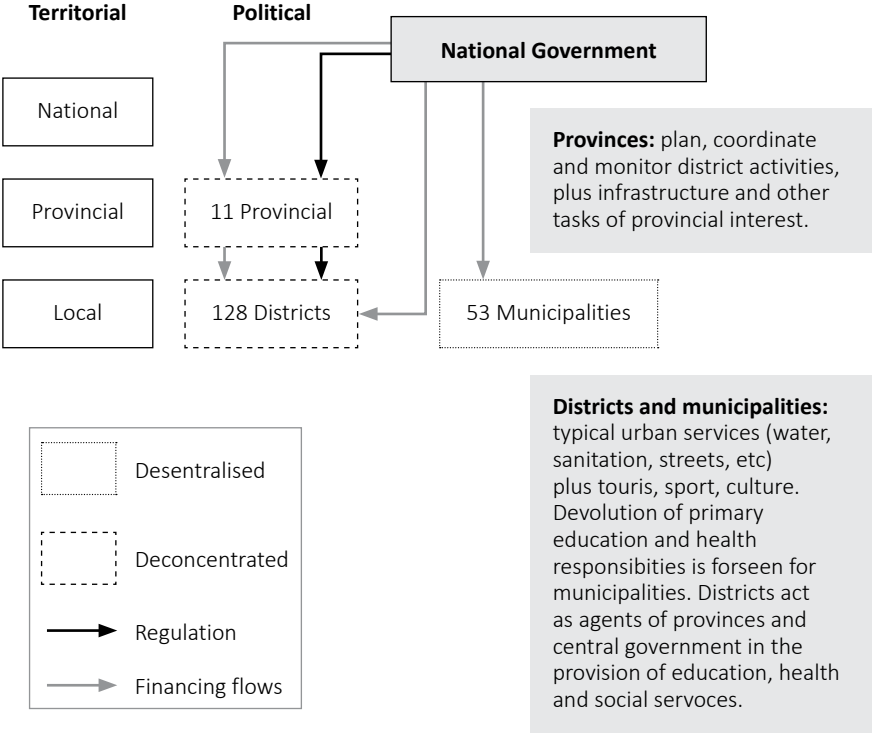 Territorial
Political
National Government
National
Provinces: plan, coordinate
and monitor district activities,
plus infrastructure and other
tasks of provincial interest.
Provincial
11 Provincial
Local
128 Districts
53 Municipalities
Districts and municipalities:
typical urban services (water,
sanitation, streets, etc)
plus touris, sport, culture.
Devolution of primary
education and health
responsibities is forseen for
municipalities. Districts act
as agents of provinces and
central government in the
provision of education, health
and social servoces.
Desentralised
Deconcentrated
Regulation
Financing flows